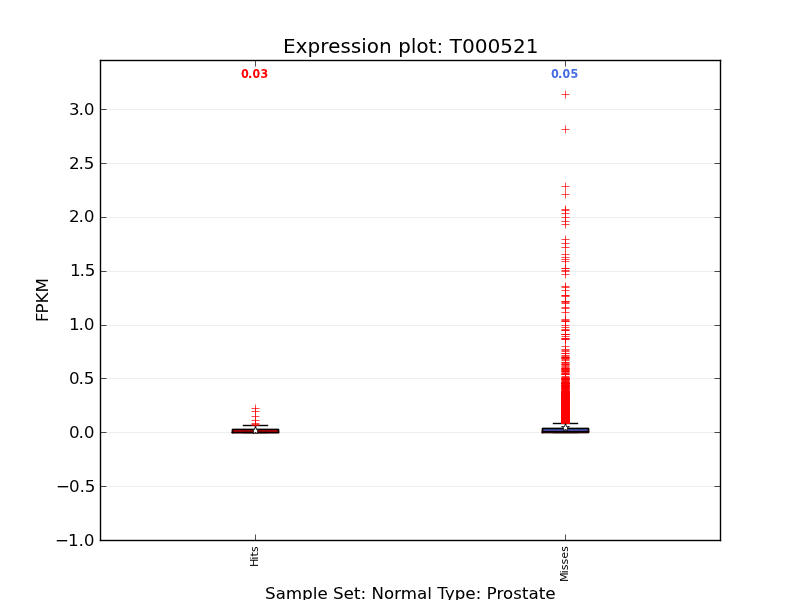 Expression plot: T000521
0.03
0.05
3.0
2.5
2.0
1.5
1.0
0.5
0.0
−0.5
−1.0
FPKM
Hits
Misses
Sample Set: Normal Type: Prostate